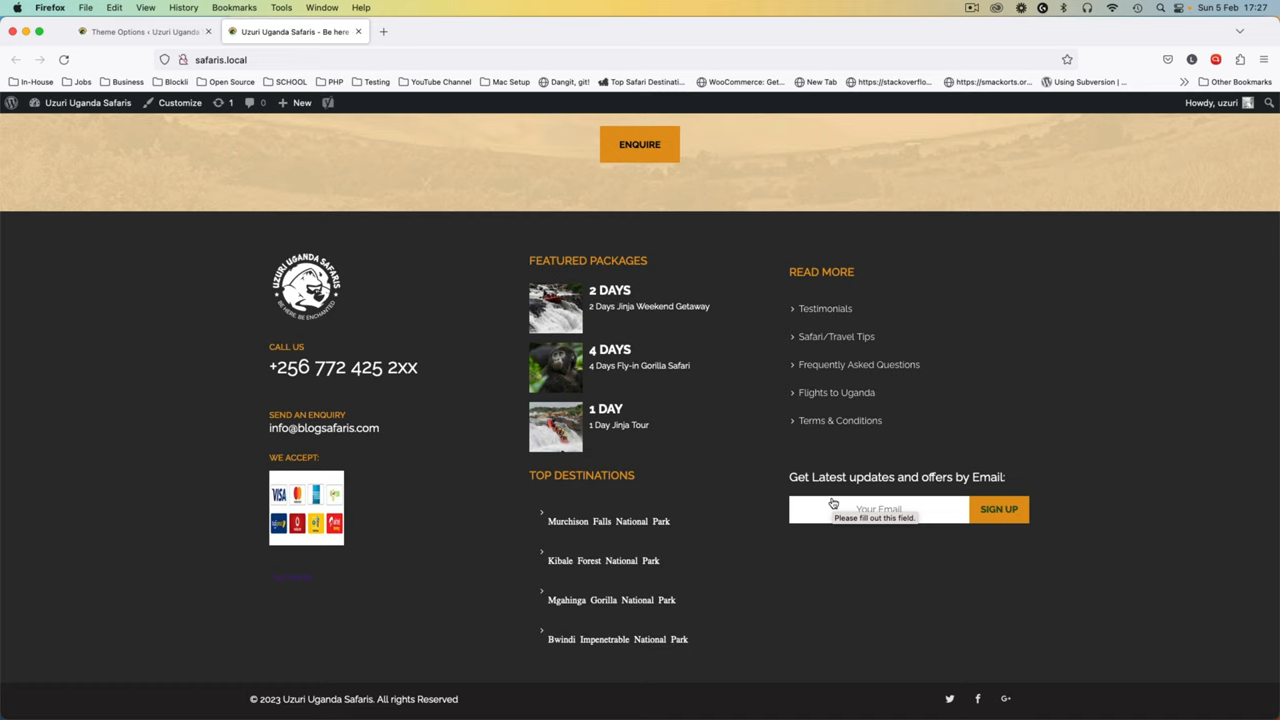 Firefox File Edit View History Bookmarks Tools Window Help Sun 5 Feb 17:27
Theme Options ‹ Uzuri Uganda Uzuri Uganda Safaris - Be here
safaris.local
In-House Jobs Business Blockli Open Source SCHOOL PHP Testing YouTube Channel Mac Setup Dangit, git! Top Safari Destinati... WooCommerce: Get... New Tab https://stackoverflo... https://smackorts.or... Using Subversion |... Other Bookmarks
Uzuri Uganda Safaris Customize 1 0 New Howdy, uzuri
ENQUIRE
UZURI UGANDA SAFARIS
BE HERE. BE ENCHANTED
CALL US
+256 772 425 2xx
SEND AN ENQUIRY
info@blogsafaris.com
WE ACCEPT:
VISA
FEATURED PACKAGES
2 DAYS
2 Days Jinja Weekend Getaway
4 DAYS
4 Days Fly-in Gorilla Safari
1 DAY
1 Day Jinja Tour
TOP DESTINATIONS
Murchison Falls National Park
Kibale Forest National Park
Mgahinga Gorilla National Park
Bwindi Impenetrable National Park
READ MORE
Testimonials
Safari/Travel Tips
Frequently Asked Questions
Flights to Uganda
Terms & Conditions
Get Latest updates and offers by Email:
Your Email SIGN UP
Please fill out this field.
© 2023 Uzuri Uganda Safaris. All rights Reserved